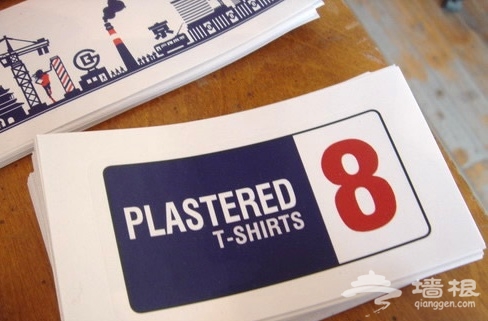 京
PLASTERED
T-SHIRTS
8
墙根
qianggen.com